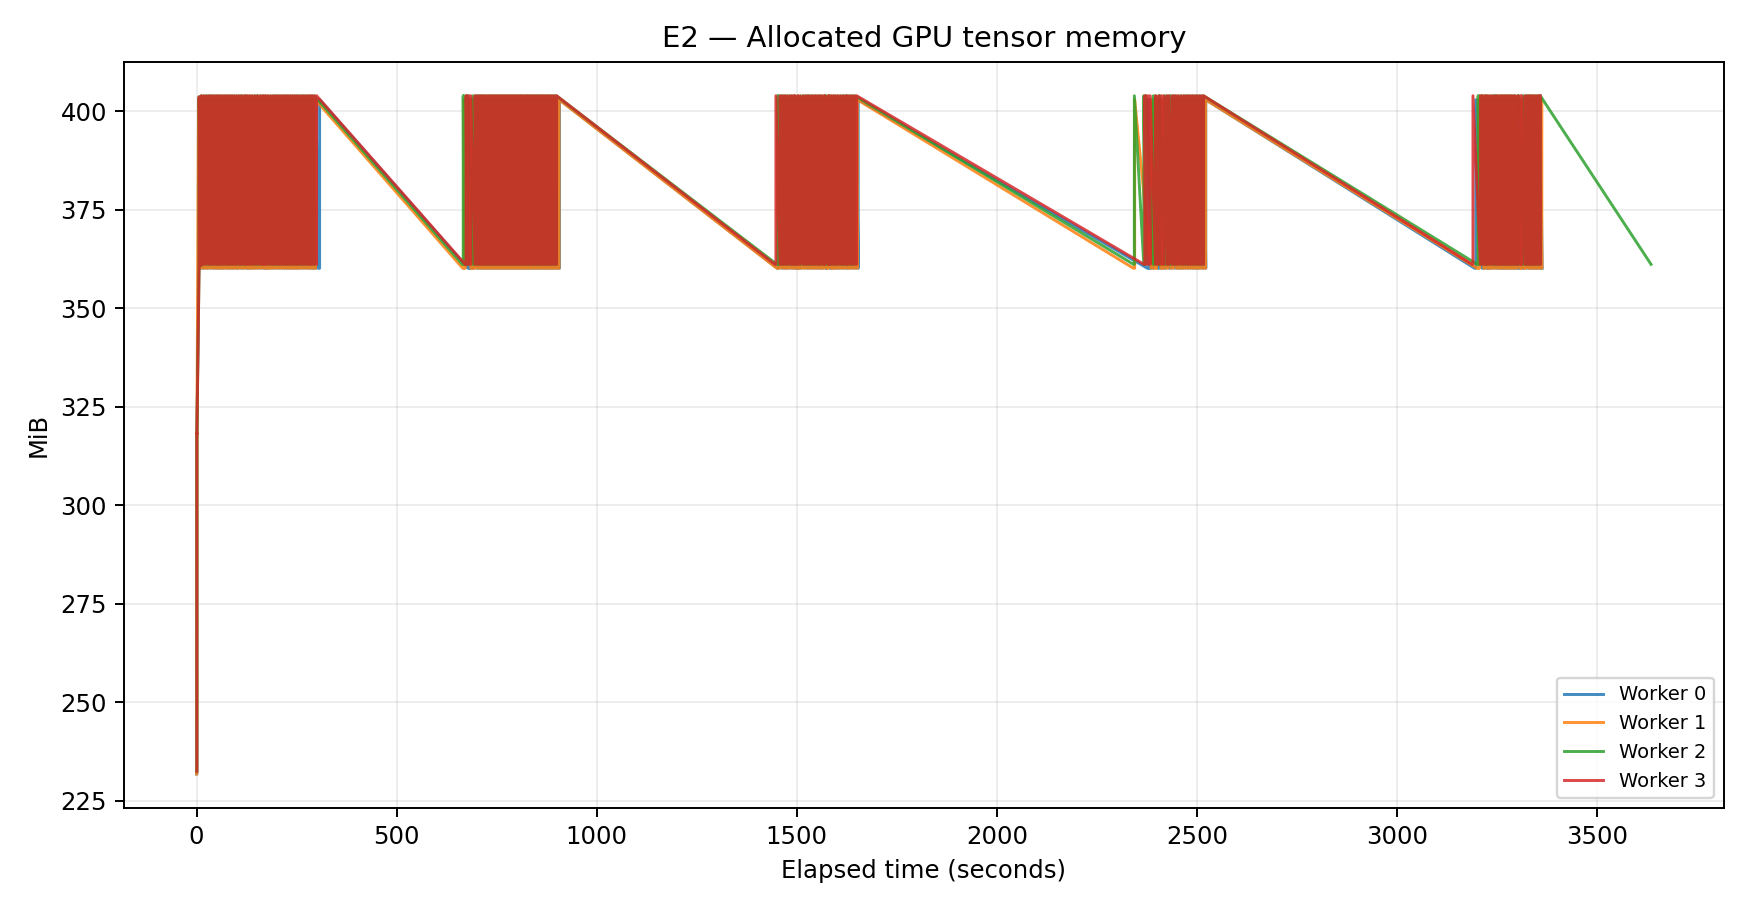 E2 — Allocated GPU tensor memory
MiB
400
375
350
325
300
275
250
225
0 500 1000 1500 2000 2500 3000 3500
Elapsed time (seconds)
Worker 0
Worker 1
Worker 2
Worker 3